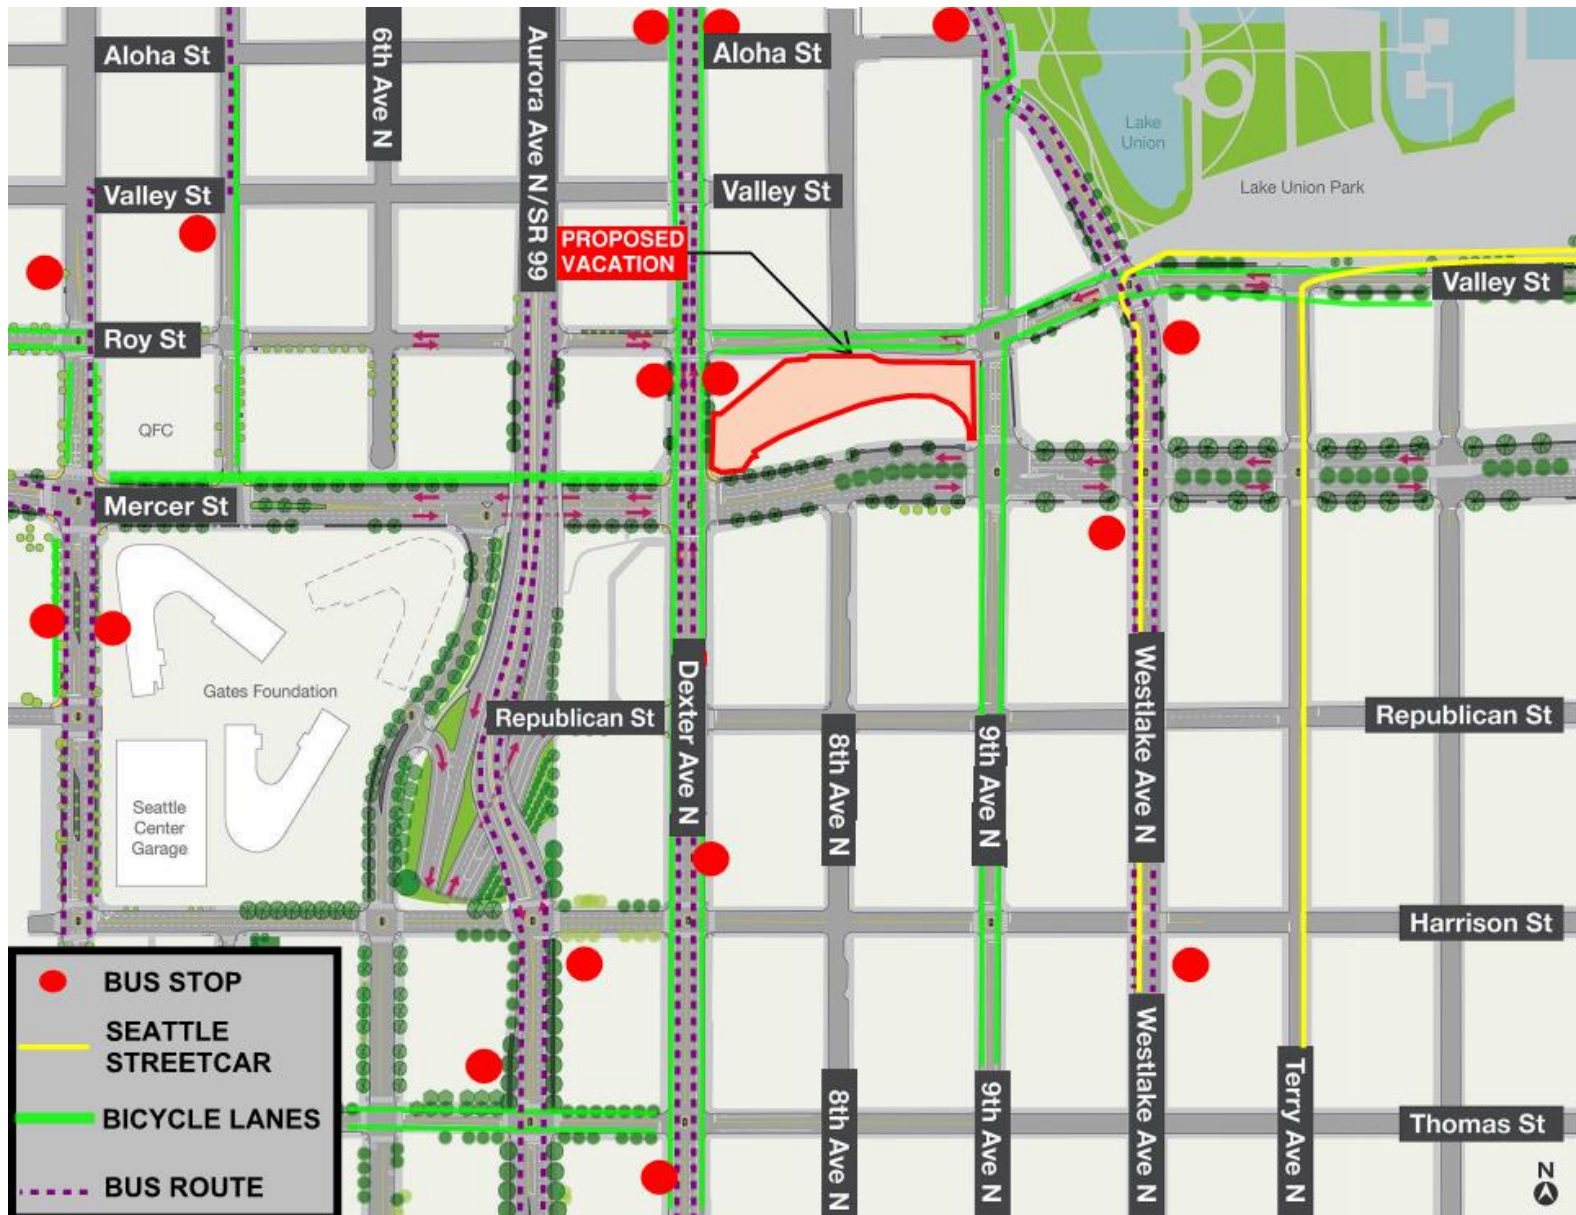 Aloha St
6th Ave N
Aurora Ave N/SR 99
Aloha St
Lake
Union
Lake Union Park
Valley St
Valley St
PROPOSED
VACATION
Valley St
Roy St
QFC
Mercer St
Gates Foundation
Republican St
Dexter Ave N
8th Ave N
9th Ave N
Westlake Ave N
Republican St
Seattle
Center
Garage
Harrison St
BUS STOP
SEATTLE
STREETCAR
BICYCLE LANES
BUS ROUTE
8th Ave N
9th Ave N
Westlake Ave N
Terry Ave N
Thomas St
N